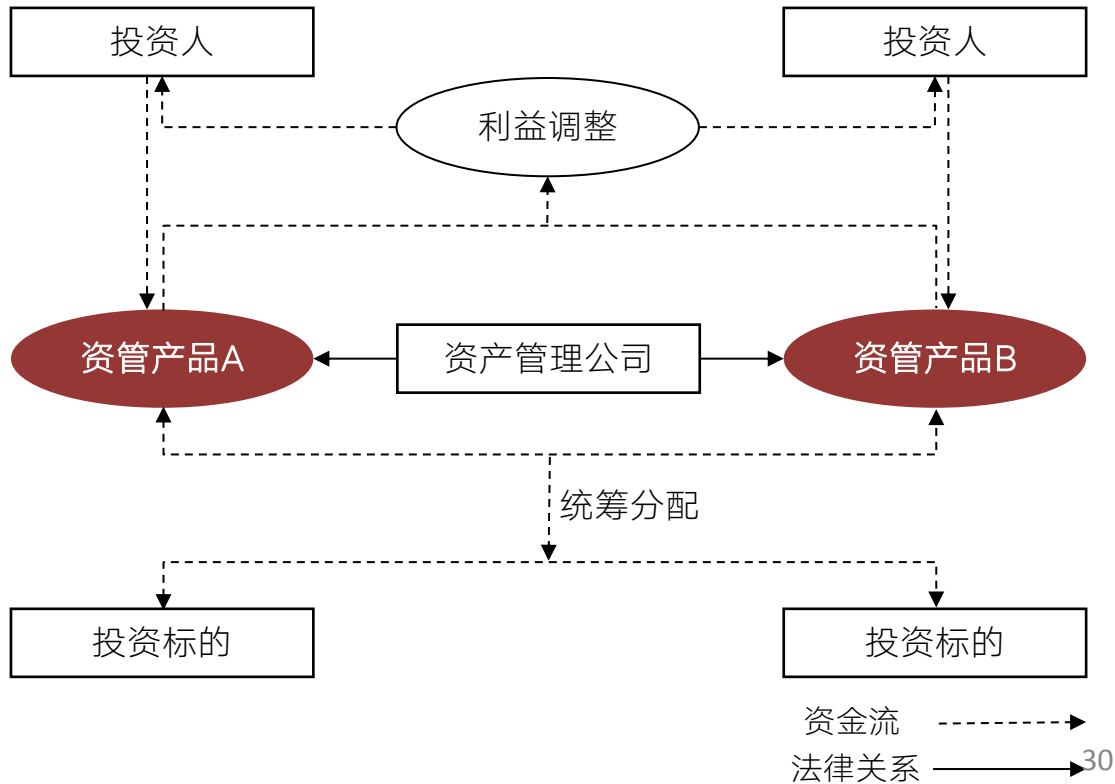 投资人
投资人
利益调整
资管产品A
资产管理公司
资管产品B
统筹分配
投资标的
投资标的
资金流
法律关系
30